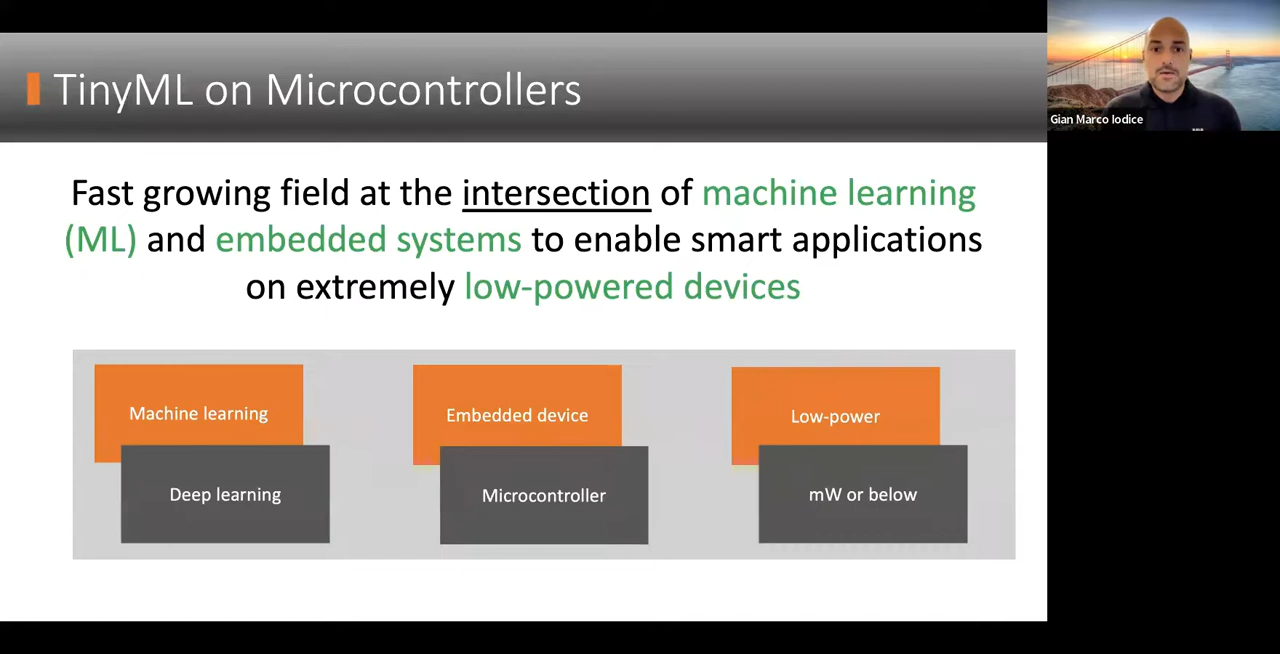 TinyML on Microcontrollers
Gian Marco Iodice
Fast growing field at the intersection of machine learning
(ML) and embedded systems to enable smart applications
on extremely low-powered devices
Machine learning
Deep learning
Embedded device
Microcontroller
Low-power
mW or below